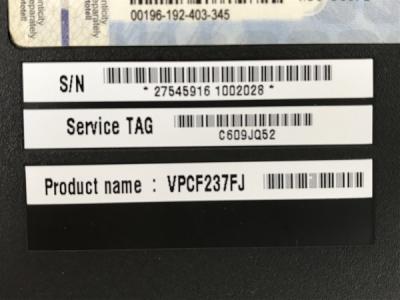 00196-192-403-345
S/N
* 27545916 1002028 *
Service TAG
C609JQ52
Product name : VPCF237FJ